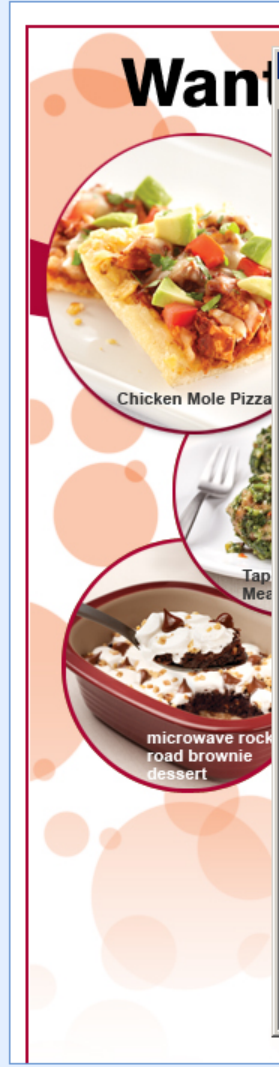 Want
Chicken Mole Pizza
Tap
Mea
microwave rock
road brownie
dessert